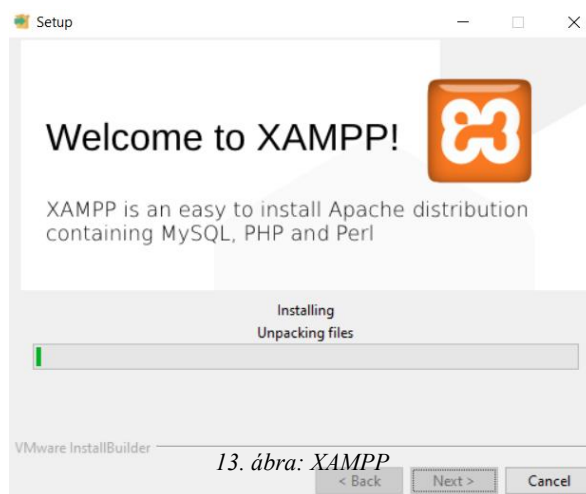 Setup
Welcome to XAMPP!
XAMPP is an easy to install Apache distribution
containing MySQL, PHP and Perl
Installing
Unpacking files
VMware InstallBuilder
13. ábra: XAMPP
< Back
Next >
Cancel